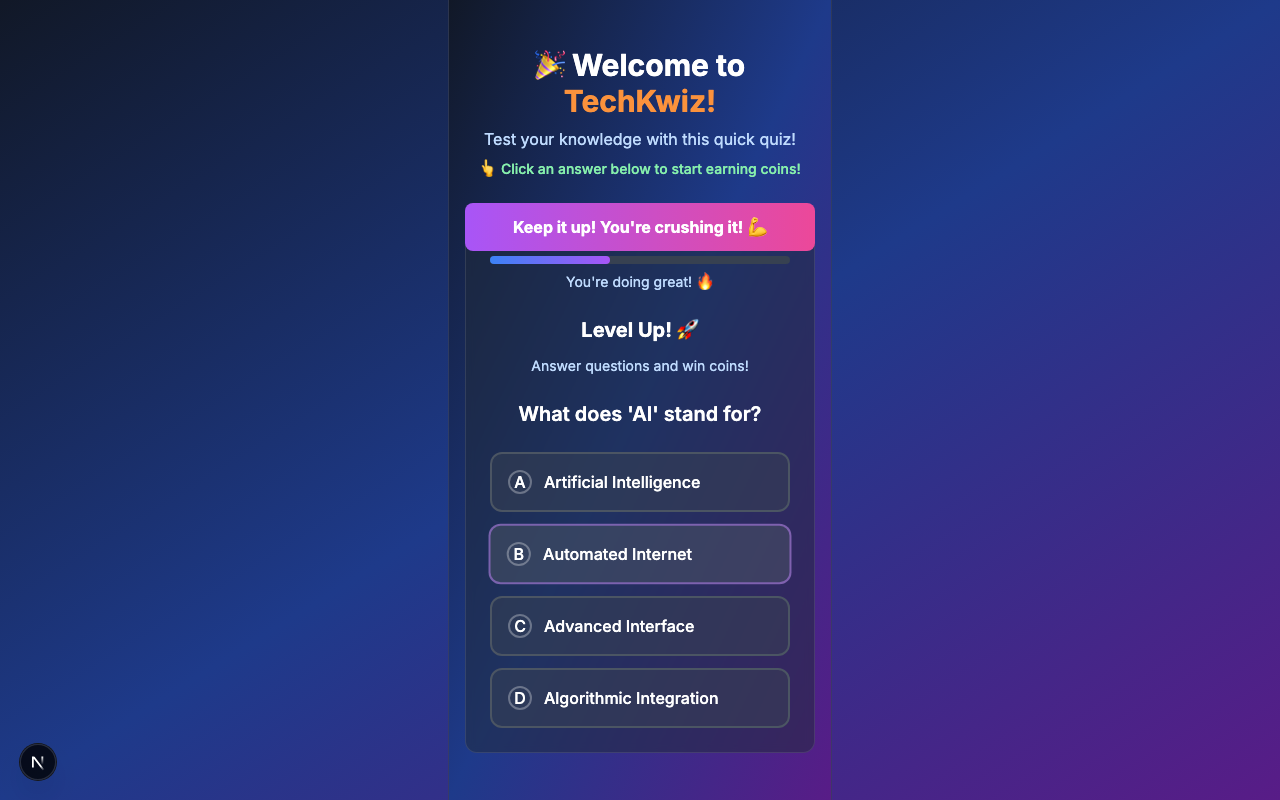 🎉 Welcome to
TechKwiz!
Test your knowledge with this quick quiz!
👆 Click an answer below to start earning coins!
Keep it up! You're crushing it! 💪
You're doing great! 🔥
Level Up! 🚀
Answer questions and win coins!
What does 'AI' stand for?
A Artificial Intelligence
B Automated Internet
C Advanced Interface
D Algorithmic Integration
N